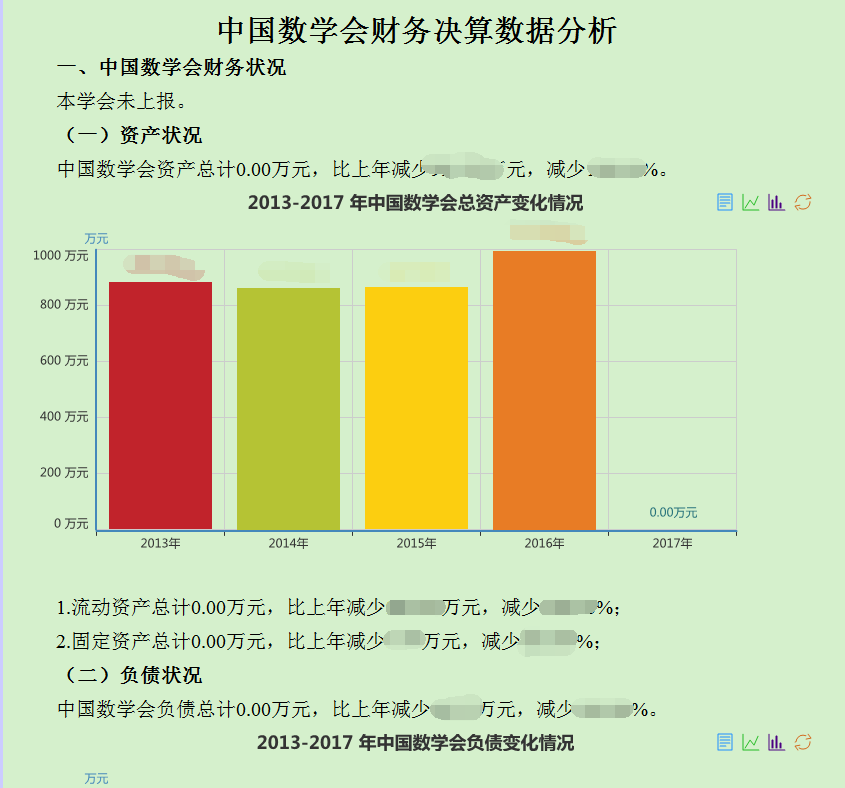 中国数学会财务决算数据分析
一、中国数学会财务状况
本学会未上报。
（一）资产状况
中国数学会资产总计0.00万元，比上年减少 元，减少 %。
2013-2017 年中国数学会总资产变化情况
万元
1000 万元
800 万元
600 万元
400 万元
200 万元
0 万元
0.00万元
2013年 2014年 2015年 2016年 2017年
1.流动资产总计0.00万元，比上年减少 万元，减少 %；
2.固定资产总计0.00万元，比上年减少 万元，减少 %；
（二）负债状况
中国数学会负债总计0.00万元，比上年减少 万元，减少 %。
2013-2017 年中国数学会负债变化情况
万元